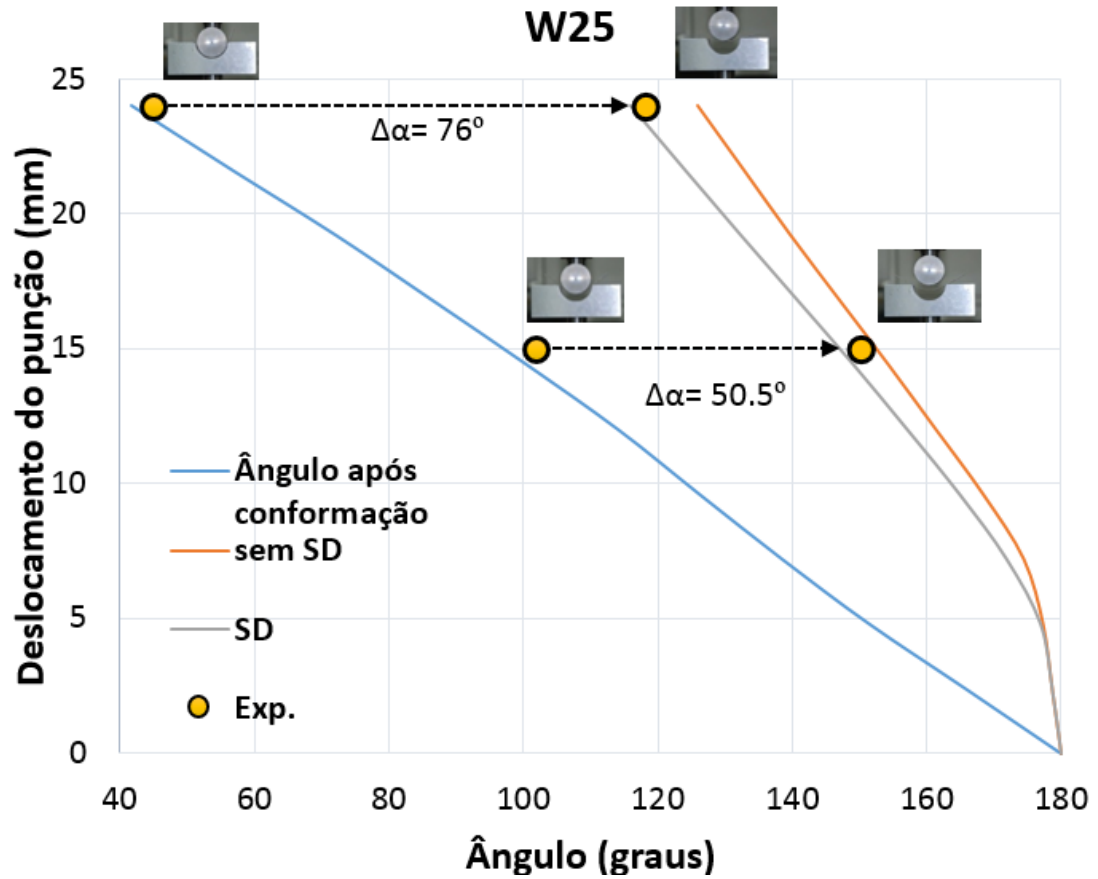 W25
Deslocamento do punção (mm)
25
20
15
10
5
0
Δα= 76º
Δα= 50.5º
Ângulo após
conformação
sem SD
SD
Exp.
40 60 80 100 120 140 160 180
Ângulo (graus)